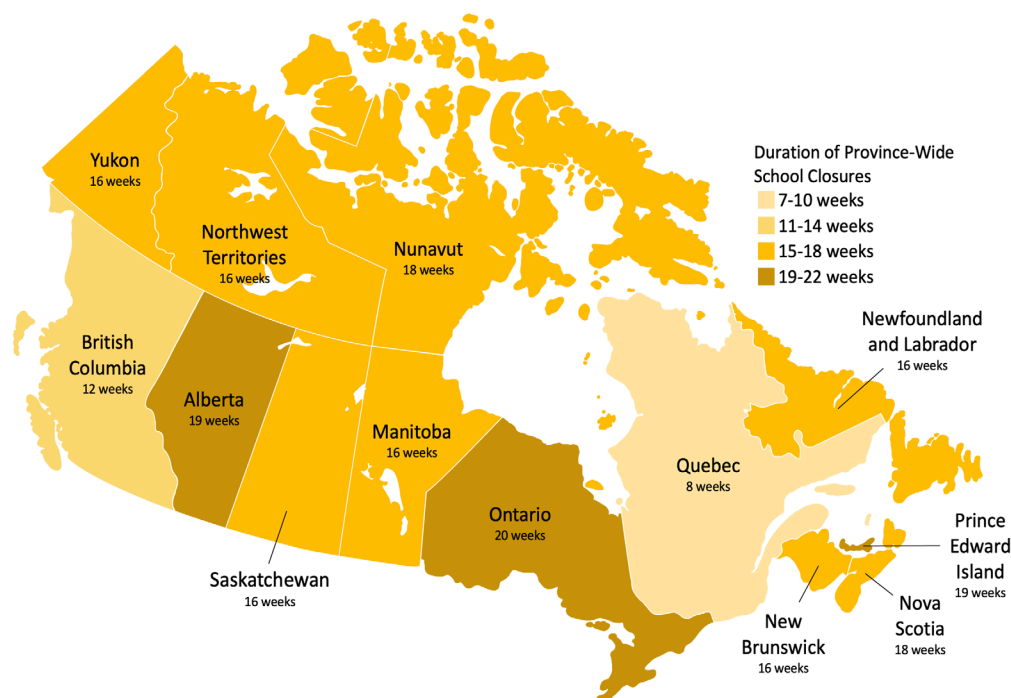 Yukon
16 weeks
Northwest
Territories
16 weeks
Nunavut
18 weeks
Duration of Province-Wide
School Closures
7-10 weeks
11-14 weeks
15-18 weeks
19-22 weeks
British
Columbia
12 weeks
Alberta
19 weeks
Saskatchewan
16 weeks
Manitoba
16 weeks
Ontario
20 weeks
Quebec
8 weeks
Newfoundland
and Labrador
16 weeks
Prince
Edward
Island
19 weeks
Nova
Scotia
18 weeks
New
Brunswick
16 weeks